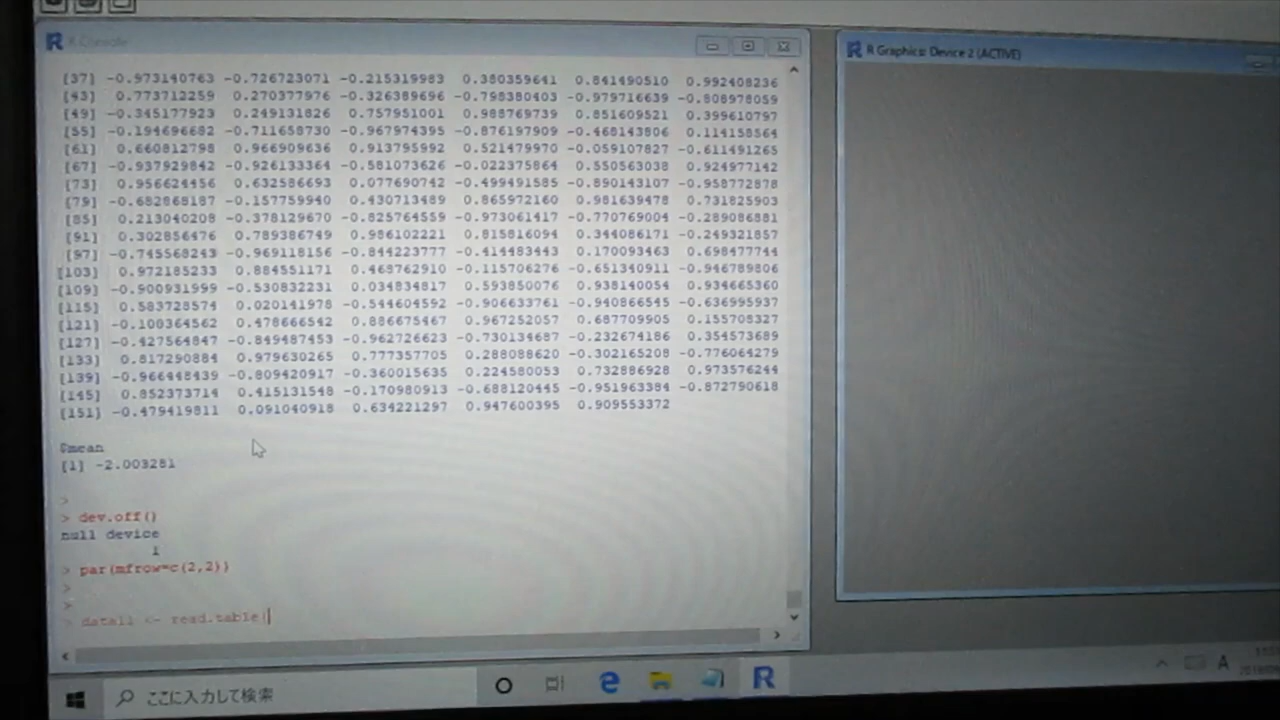 R Console
R Graphics: Device 2 (ACTIVE)
[37] -0.973140763 -0.726723071 -0.215319983 0.380359641 0.841490510 0.992408236
[43] 0.773712259 0.270377976 -0.326389696 -0.798380403 -0.979716639 -0.808978059
[49] -0.345177923 0.249131826 0.757951001 0.988769739 0.851609521 0.399610797
[55] -0.194696682 -0.711658730 -0.967974395 -0.876197909 -0.468143806 0.114158564
[61] 0.660812798 0.966909636 0.913795992 0.521479970 -0.059107827 -0.611491265
[67] -0.937929842 -0.926133364 -0.581073626 -0.022375864 0.550563038 0.924977142
[73] 0.956624456 0.632586693 0.077690742 -0.499491585 -0.890143107 -0.958772878
[79] -0.682868187 -0.157759940 0.430713489 0.865972160 0.981639478 0.731825903
[85] 0.213040208 -0.378129670 -0.825764559 -0.973061417 -0.770769004 -0.289086881
[91] 0.302856476 0.789386749 0.986102221 0.815816094 0.344086171 -0.249321857
[97] -0.745568243 -0.969118156 -0.844223777 -0.414483443 0.170093463 0.698477744
[103] 0.972185233 0.884551171 0.468762910 -0.115706276 -0.651340911 -0.946789806
[109] -0.900931999 -0.530832231 0.034834817 0.593850076 0.938140054 0.934665360
[115] 0.583728574 0.020141978 -0.544604592 -0.906633761 -0.940866545 -0.636995937
[121] -0.100364562 0.478666542 0.886675467 0.967252057 0.687709905 0.155708327
[127] -0.427564847 -0.849487453 -0.962726623 -0.730134687 -0.232674186 0.354573689
[133] 0.817290884 0.979630265 0.777357705 0.288088620 -0.302165208 -0.776064279
[139] -0.966448439 -0.809420917 -0.360015635 0.224580053 0.732886928 0.973576244
[145] 0.852373714 0.415131548 -0.170980913 -0.688120445 -0.951963384 -0.872790618
[151] -0.479419811 0.091040918 0.634221297 0.947600395 0.909553372
$mean
[1] -2.003281
>
> dev.off()
null device
1
> par(mfrow=c(2,2))
>
>
> data11 <- read.table(
ここに入力して検索
A